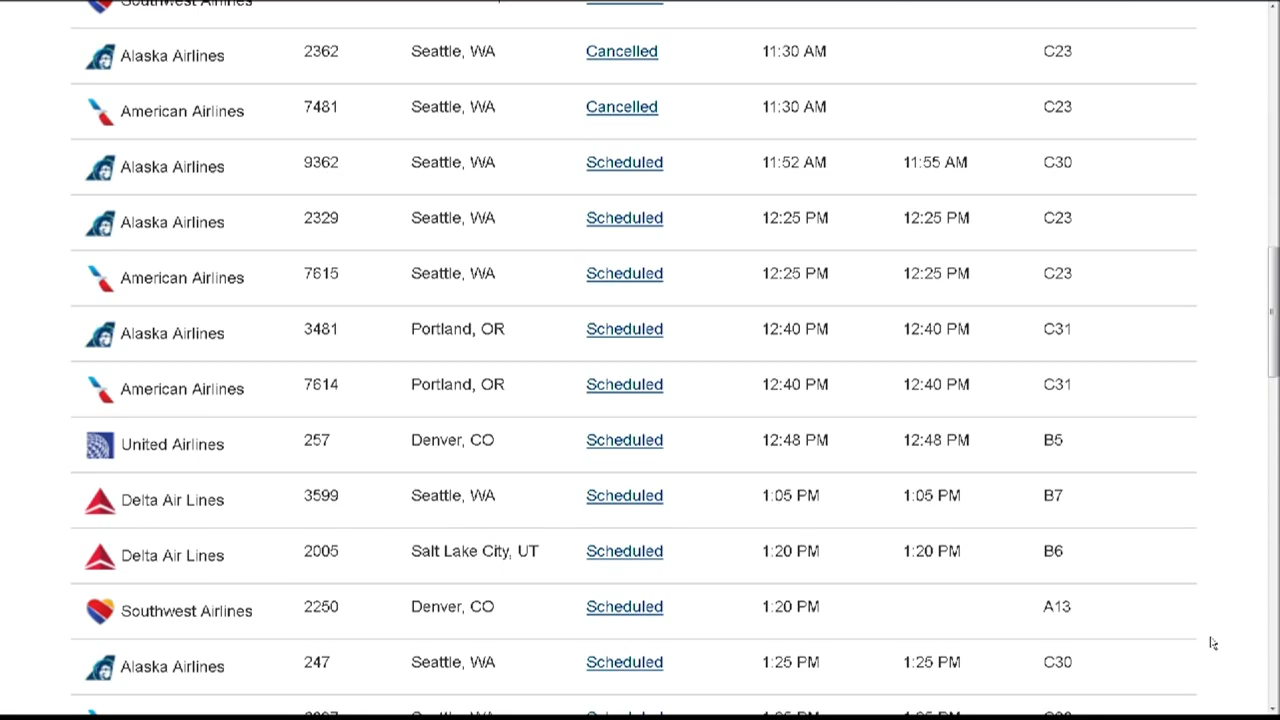 Southwest Airlines
Alaska Airlines 2362 Seattle, WA Cancelled 11:30 AM C23
American Airlines 7481 Seattle, WA Cancelled 11:30 AM C23
Alaska Airlines 9362 Seattle, WA Scheduled 11:52 AM 11:55 AM C30
Alaska Airlines 2329 Seattle, WA Scheduled 12:25 PM 12:25 PM C23
American Airlines 7615 Seattle, WA Scheduled 12:25 PM 12:25 PM C23
Alaska Airlines 3481 Portland, OR Scheduled 12:40 PM 12:40 PM C31
American Airlines 7614 Portland, OR Scheduled 12:40 PM 12:40 PM C31
United Airlines 257 Denver, CO Scheduled 12:48 PM 12:48 PM B5
Delta Air Lines 3599 Seattle, WA Scheduled 1:05 PM 1:05 PM B7
Delta Air Lines 2005 Salt Lake City, UT Scheduled 1:20 PM 1:20 PM B6
Southwest Airlines 2250 Denver, CO Scheduled 1:20 PM A13
Alaska Airlines 247 Seattle, WA Scheduled 1:25 PM 1:25 PM C30